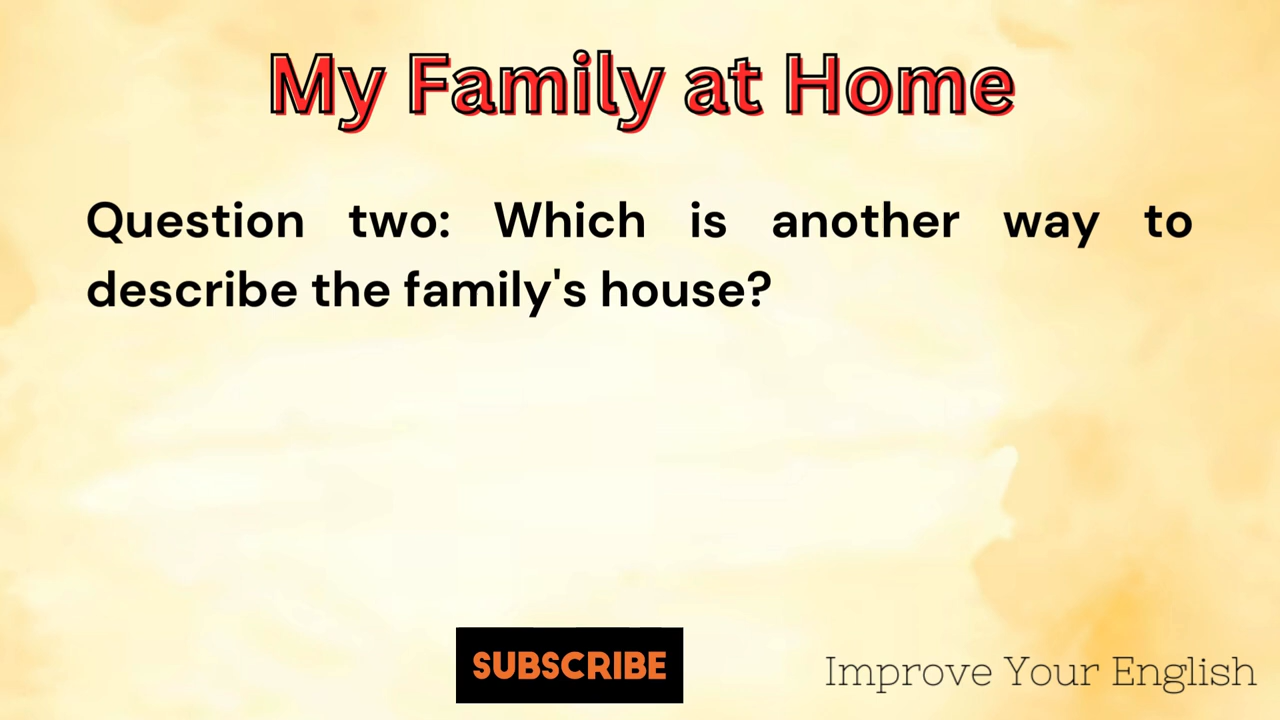 My Family at Home
Question two: Which is another way to
describe the family's house?
SUBSCRIBE
Improve Your English